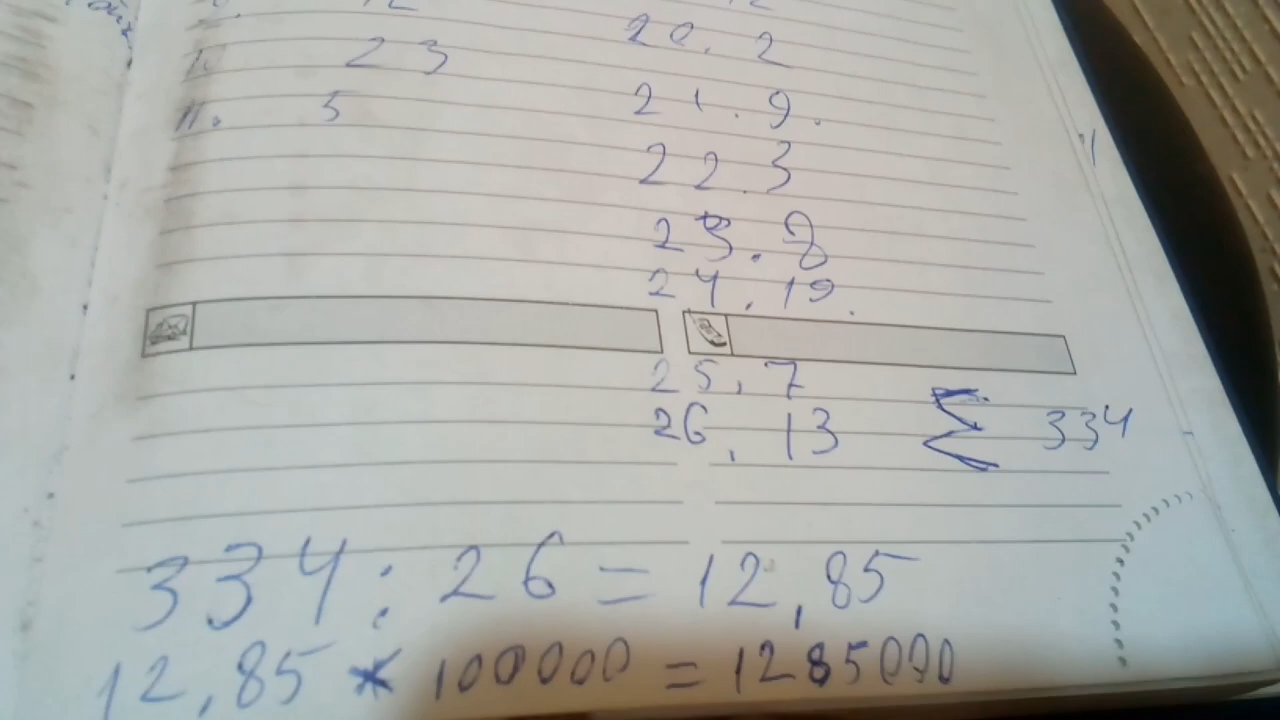 23
11. 5
20. 2
21. 9.
22. 3
23. 8
24. 19.
25. 7
26. 13 Σ 334
334 : 26 = 12,85
12,85 * 100000 = 1285000